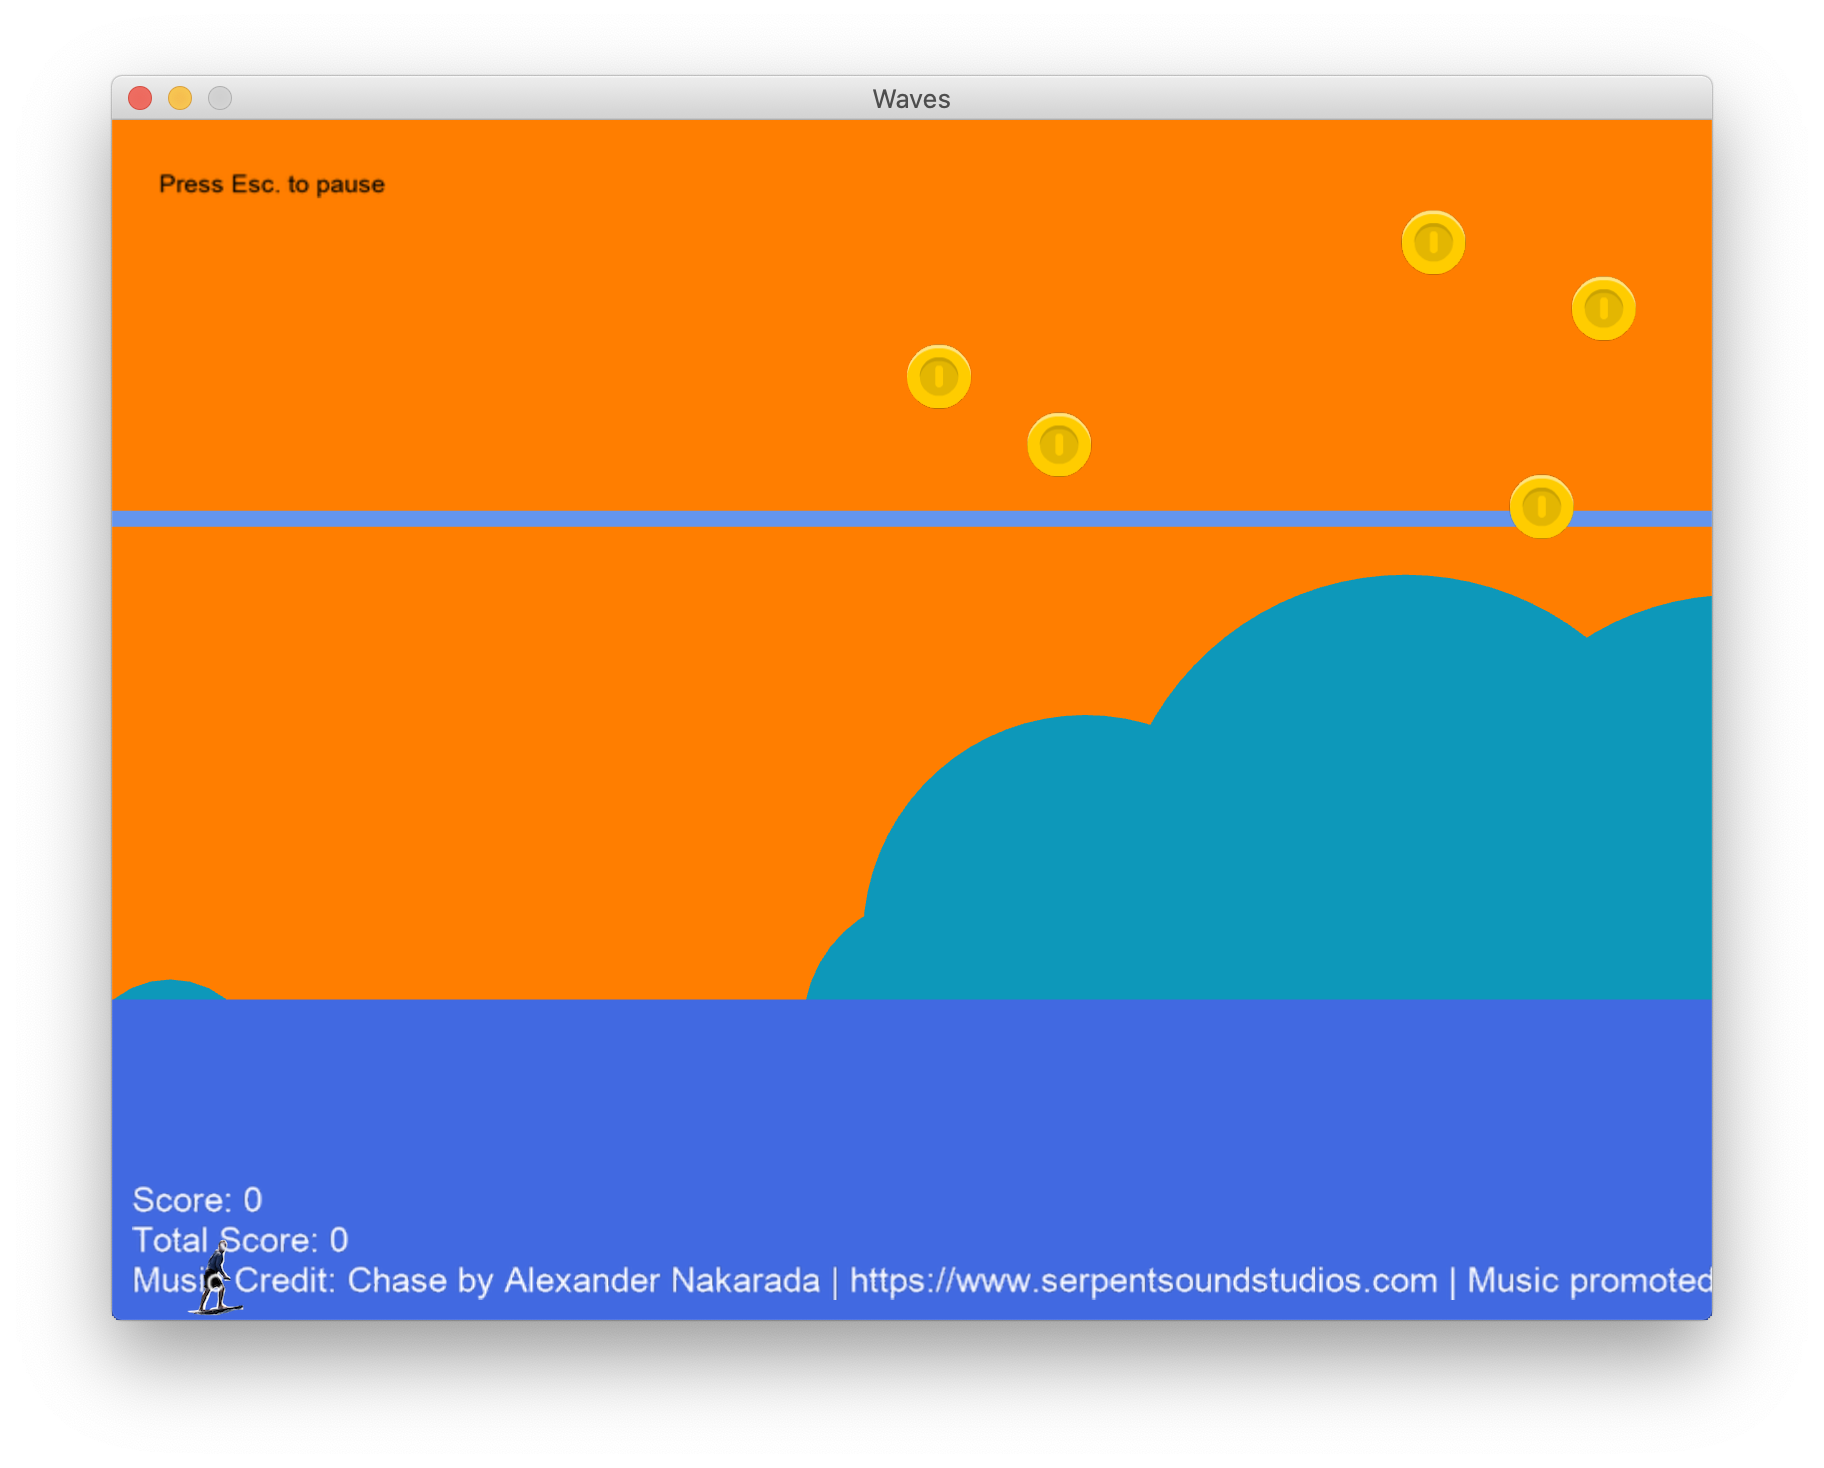 Waves
Press Esc. to pause
Score: 0
Total Score: 0
Music Credit: Chase by Alexander Nakarada | https://www.serpentsoundstudios.com | Music promoted